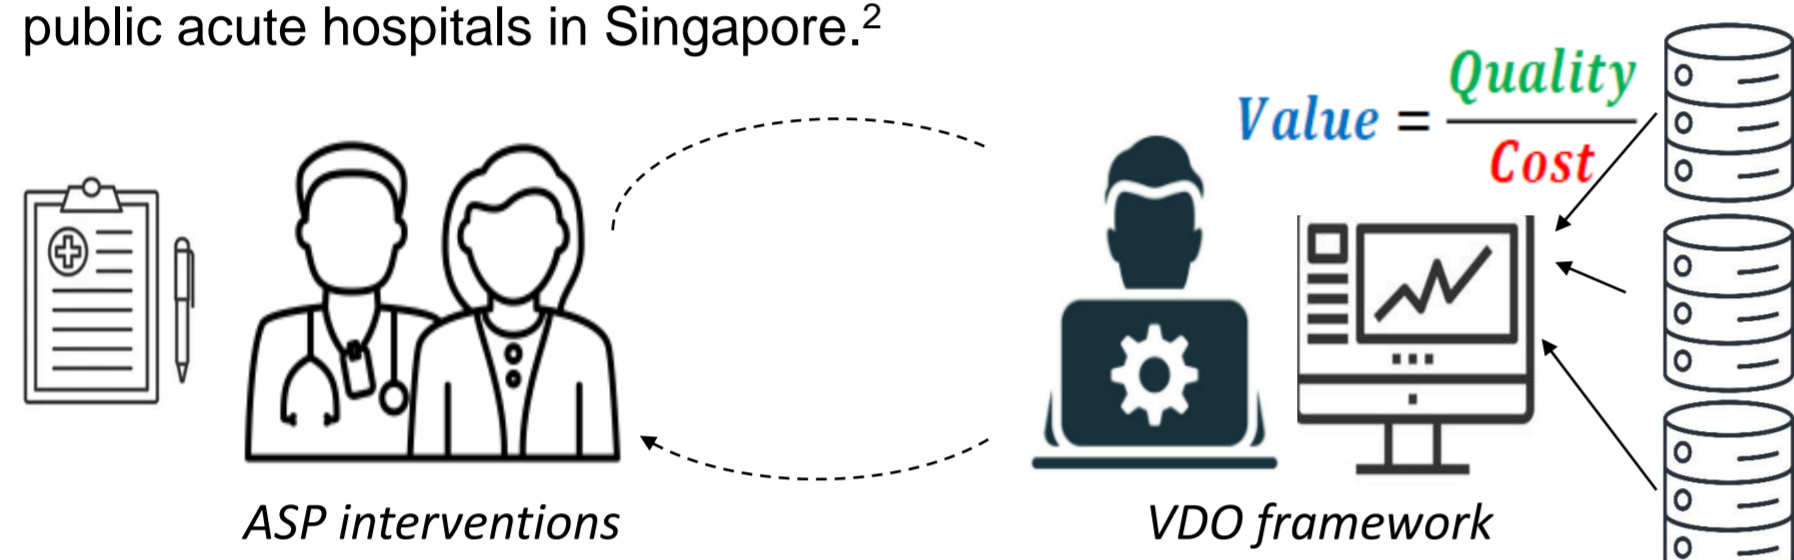 public acute hospitals in Singapore.²
Value = Quality / Cost
ASP interventions
VDO framework